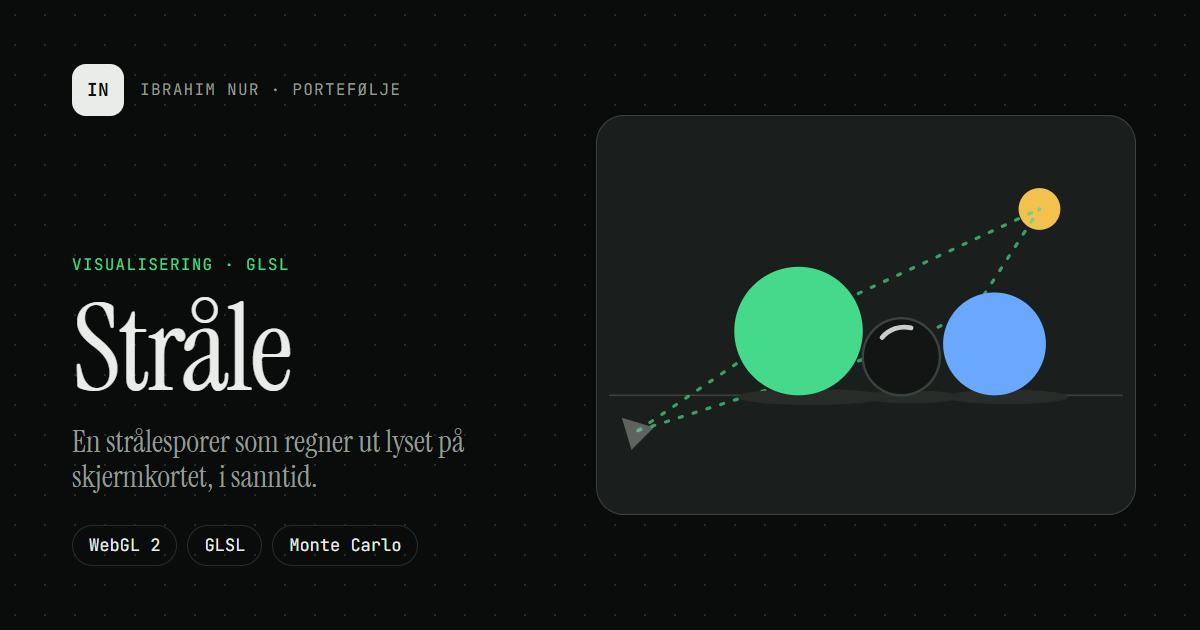 IN
IBRAHIM NUR · PORTEFØLJE
VISUALISERING · GLSL
Stråle
En strålesporer som regner ut lyset på
skjermkortet, i sanntid.
WebGL 2
GLSL
Monte Carlo